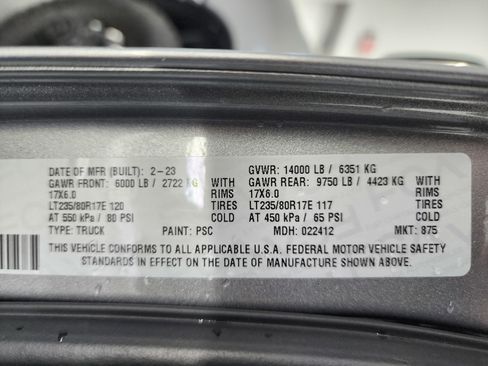 DATE OF MFR (BUILT): 2-23 GVWR: 14000 LB / 6351 KG
GAWR FRONT: 6000 LB / 2722 KG WITH GAWR REAR: 9750 LB / 4423 KG WITH
17X6.0 RIMS 17X6.0 RIMS
LT235/80R17E 120 TIRES LT235/80R17E 117 TIRES
AT 550 kPa / 80 PSI COLD AT 450 kPa / 65 PSI COLD
TYPE: TRUCK PAINT: PSC MDH: 022412 MKT: 875
THIS VEHICLE CONFORMS TO ALL APPLICABLE U.S.A. FEDERAL MOTOR VEHICLE SAFETY
STANDARDS IN EFFECT ON THE DATE OF MANUFACTURE SHOWN ABOVE.